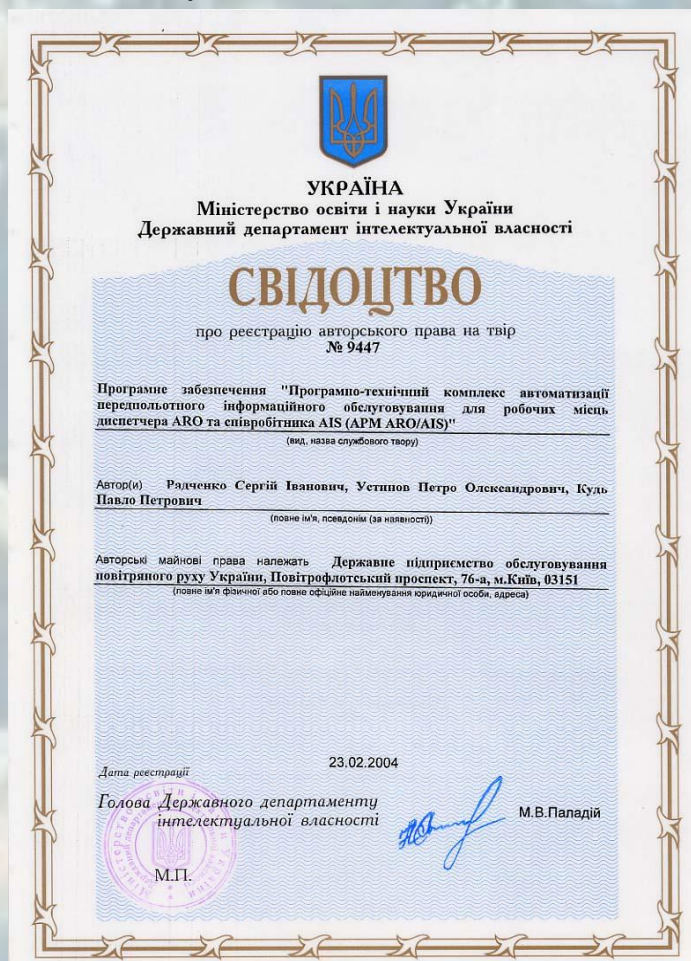 УКРАЇНА
Міністерство освіти і науки України
Державний департамент інтелектуальної власності
СВІДОЦТВО
про реєстрацію авторського права на твір
№ 9447
Програмне забезпечення "Програмно-технічний комплекс автоматизації
передпольотного інформаційного обслуговування для робочих місць
диспетчера ARO та співробітника AIS (АРМ ARO/AIS)"
(вид, назва службового твору)
Автор(и) Радченко Сергій Іванович, Устинов Петро Олександрович, Кудь
Павло Петрович
(повне ім'я, псевдонім (за наявності))
Авторські майнові права належать Державне підприємство обслуговування
повітряного руху України, Повітрофлотський проспект, 76-а, м.Київ, 03151
(повне ім'я фізичної або повне офіційне найменування юридичної особи, адреса)
Дата реєстрації 23.02.2004
Голова Державного департаменту
інтелектуальної власності
М.В.Паладій
М.П.